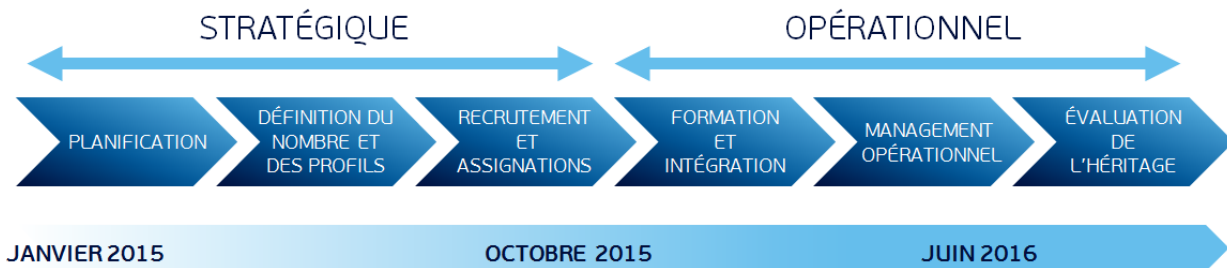 STRATÉGIQUE
OPÉRATIONNEL
PLANIFICATION
DÉFINITION DU
NOMBRE ET
DES PROFILS
RECRUTEMENT
ET
ASSIGNATIONS
FORMATION
ET
INTÉGRATION
MANAGEMENT
OPÉRATIONNEL
ÉVALUATION
DE
L'HÉRITAGE
JANVIER 2015
OCTOBRE 2015
JUIN 2016